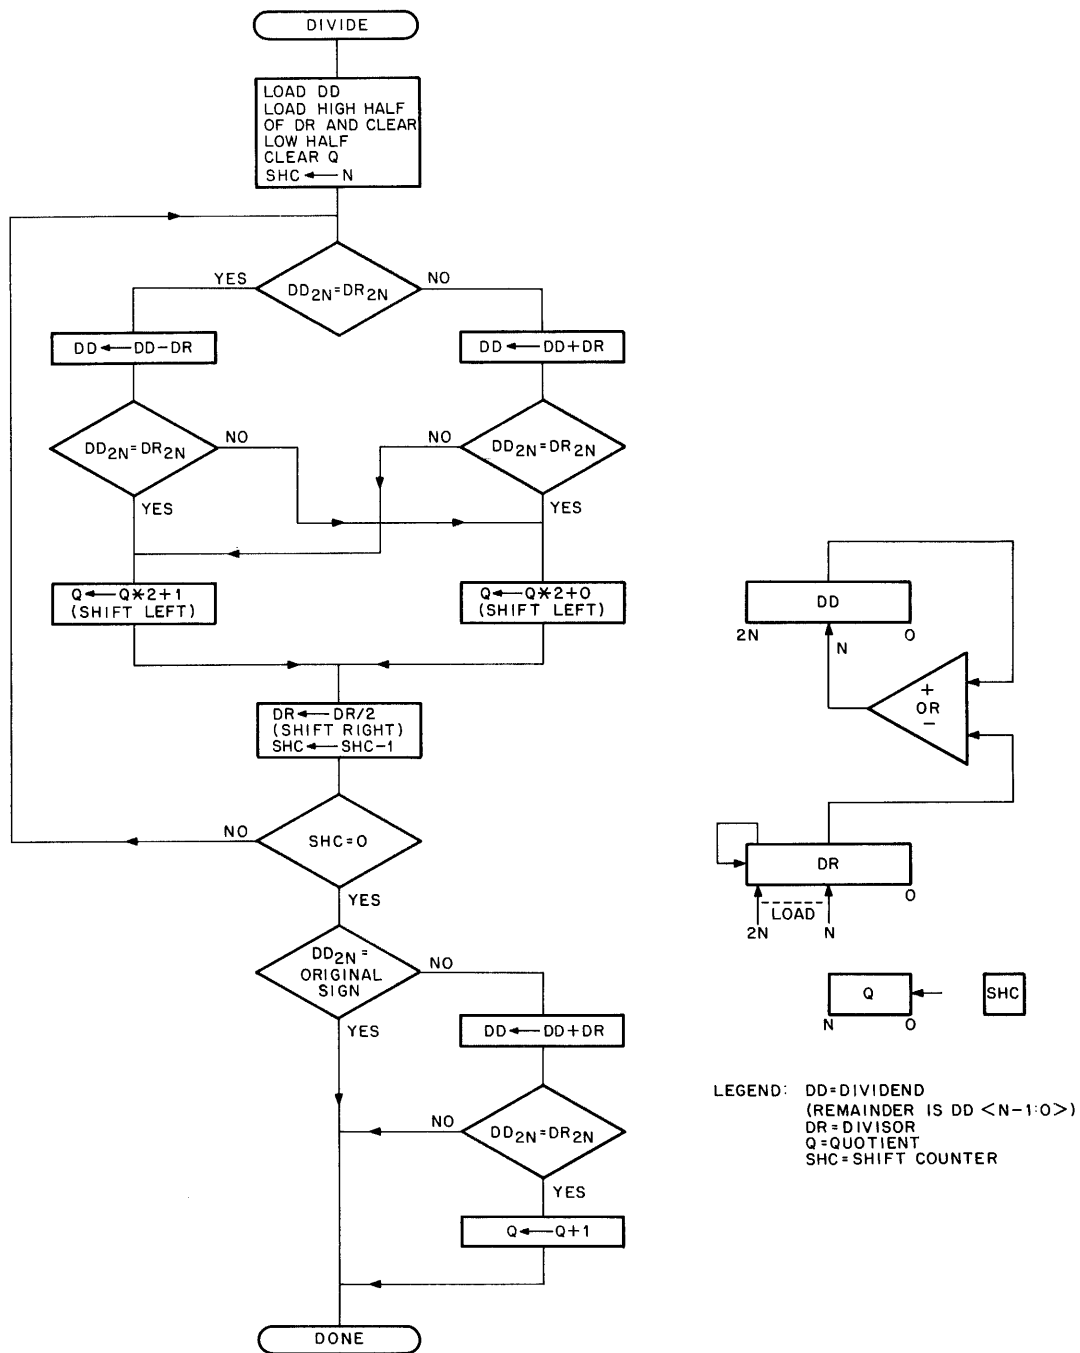 DIVIDE
LOAD DD
LOAD HIGH HALF
OF DR AND CLEAR
LOW HALF
CLEAR Q
SHC ← N
DD2N=DR2N
YES
NO
DD ← DD-DR
DD ← DD+DR
DD2N=DR2N
NO
YES
DD2N=DR2N
NO
YES
Q ← Q*2+1
(SHIFT LEFT)
Q ← Q*2+0
(SHIFT LEFT)
DR ← DR/2
(SHIFT RIGHT)
SHC ← SHC-1
SHC=0
NO
YES
DD2N=
ORIGINAL
SIGN
NO
YES
DD ← DD+DR
DD2N=DR2N
NO
YES
Q ← Q+1
DONE
DD
2N
N
0
+
OR
-
DR
0
LOAD
2N
N
Q
N
0
SHC
LEGEND: DD=DIVIDEND
(REMAINDER IS DD <N-1:0>)
DR=DIVISOR
Q=QUOTIENT
SHC=SHIFT COUNTER